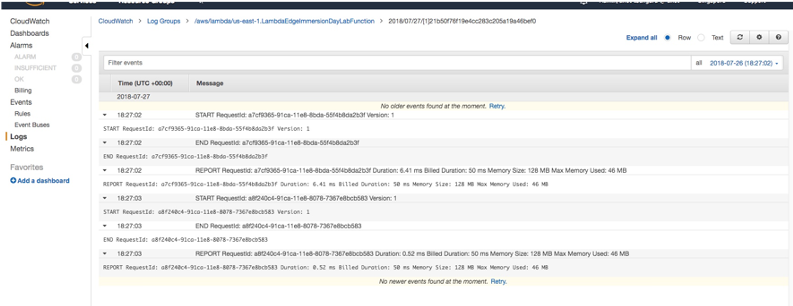 Services Resource Groups Singapore Support
CloudWatch
Dashboards
Alarms
ALARM 0
INSUFFICIENT 0
OK 0
Billing
Events
Rules
Event Buses
Logs
Metrics
Favorites
Add a dashboard
CloudWatch > Log Groups > /aws/lambda/us-east-1.LambdaEdgeImmersionDayLabFunction > 2018/07/27/[1]21b50f76f19e4cc283c205a19a46bef0
Expand all Row Text
Filter events all 2018-07-26 (18:27:02)
Time (UTC +00:00) Message
2018-07-27
No older events found at the moment. Retry.
18:27:02 START RequestId: a7cf9365-91ca-11e8-8bda-55f4b8da2b3f Version: 1
START RequestId: a7cf9365-91ca-11e8-8bda-55f4b8da2b3f Version: 1
18:27:02 END RequestId: a7cf9365-91ca-11e8-8bda-55f4b8da2b3f
END RequestId: a7cf9365-91ca-11e8-8bda-55f4b8da2b3f
18:27:02 REPORT RequestId: a7cf9365-91ca-11e8-8bda-55f4b8da2b3f Duration: 6.41 ms Billed Duration: 50 ms Memory Size: 128 MB Max Memory Used: 46 MB
REPORT RequestId: a7cf9365-91ca-11e8-8bda-55f4b8da2b3f Duration: 6.41 ms Billed Duration: 50 ms Memory Size: 128 MB Max Memory Used: 46 MB
18:27:03 START RequestId: a8f240c4-91ca-11e8-8078-7367e8bcb583 Version: 1
START RequestId: a8f240c4-91ca-11e8-8078-7367e8bcb583 Version: 1
18:27:03 END RequestId: a8f240c4-91ca-11e8-8078-7367e8bcb583
END RequestId: a8f240c4-91ca-11e8-8078-7367e8bcb583
18:27:03 REPORT RequestId: a8f240c4-91ca-11e8-8078-7367e8bcb583 Duration: 0.52 ms Billed Duration: 50 ms Memory Size: 128 MB Max Memory Used: 46 MB
REPORT RequestId: a8f240c4-91ca-11e8-8078-7367e8bcb583 Duration: 0.52 ms Billed Duration: 50 ms Memory Size: 128 MB Max Memory Used: 46 MB
No newer events found at the moment. Retry.